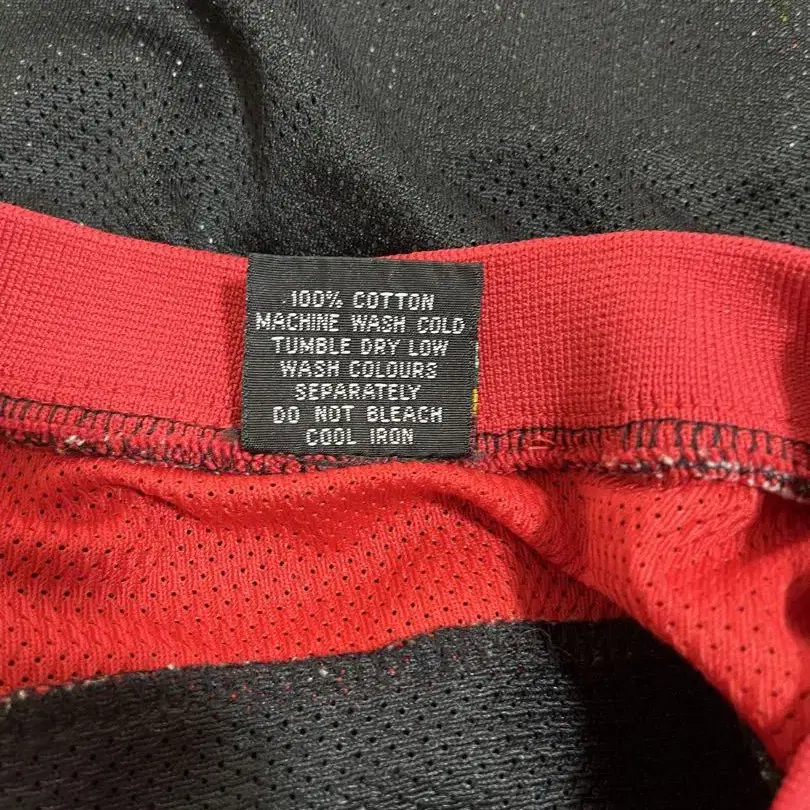 100% COTTON
MACHINE WASH COLD
TUMBLE DRY LOW
WASH COLOURS
SEPARATELY
DO NOT BLEACH
COOL IRON